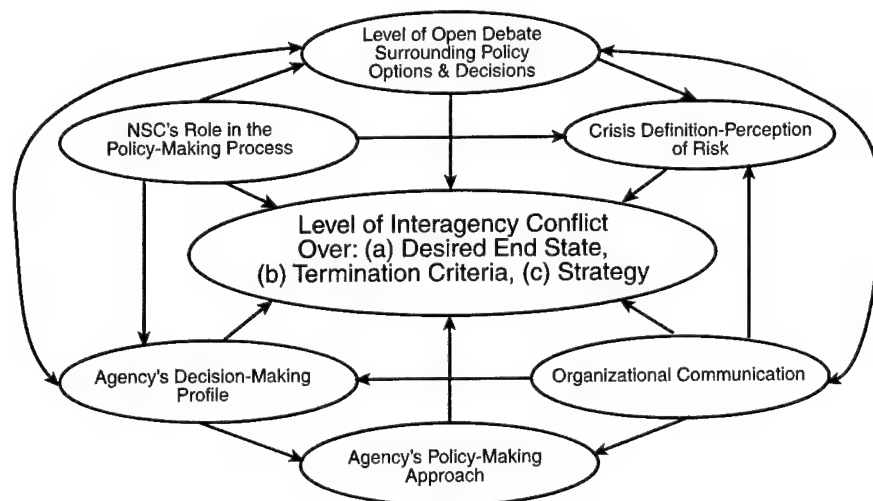 Level of Open Debate
Surrounding Policy
Options & Decisions
NSC's Role in the
Policy-Making Process
Crisis Definition-Perception
of Risk
Level of Interagency Conflict
Over: (a) Desired End State,
(b) Termination Criteria, (c) Strategy
Agency's Decision-Making
Profile
Organizational Communication
Agency's Policy-Making
Approach